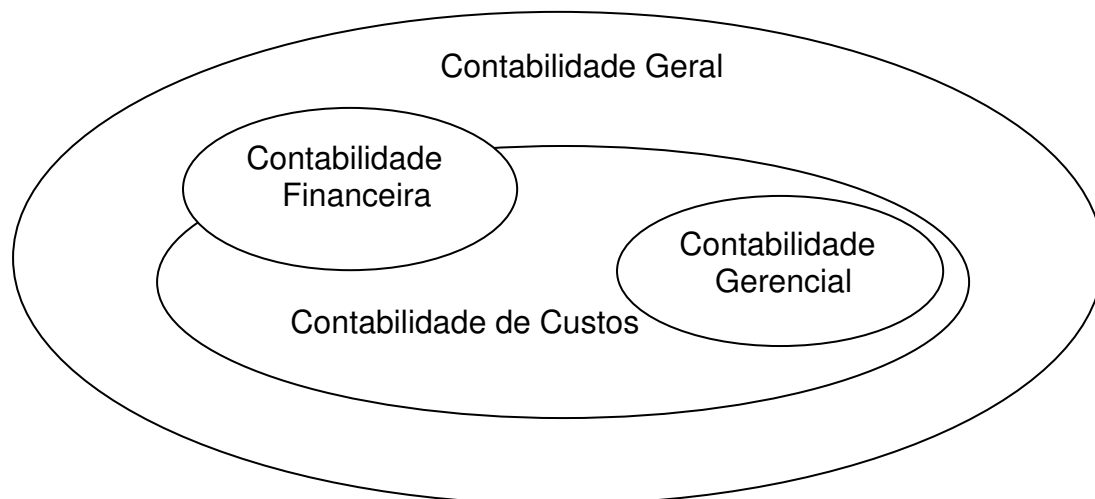 Contabilidade Geral
Contabilidade
Financeira
Contabilidade
Gerencial
Contabilidade de Custos